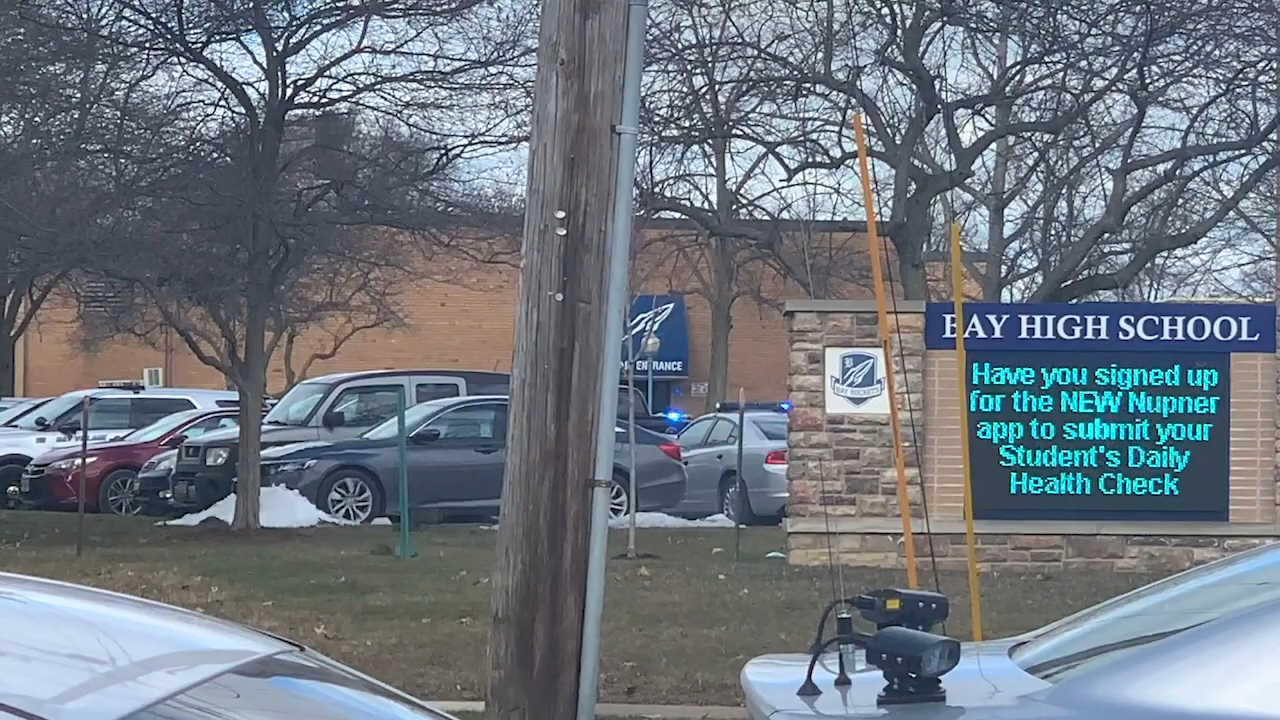 BAY HIGH SCHOOL
Have you signed up
for the NEW Nupner
app to submit your
Student's Daily
Health Check
B
BAY ROCKETS
ENTRANCE